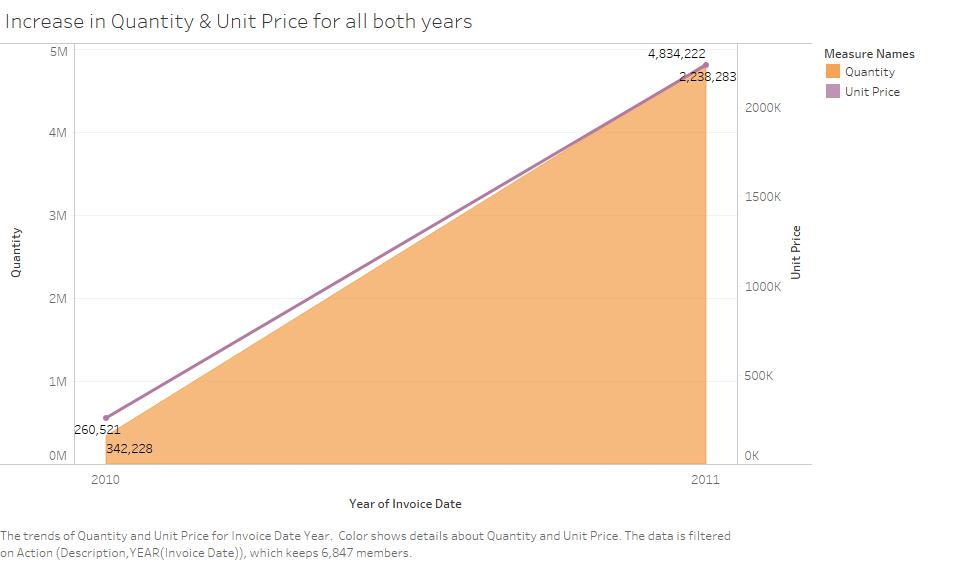 Increase in Quantity & Unit Price for all both years
Measure Names
Quantity
Unit Price
5M
4M
3M
2M
1M
0M
Quantity
4,834,222
2,238,283
260,521
342,228
2000K
1500K
1000K
500K
0K
Unit Price
2010
2011
Year of Invoice Date
The trends of Quantity and Unit Price for Invoice Date Year. Color shows details about Quantity and Unit Price. The data is filtered
on Action (Description,YEAR(Invoice Date)), which keeps 6,847 members.